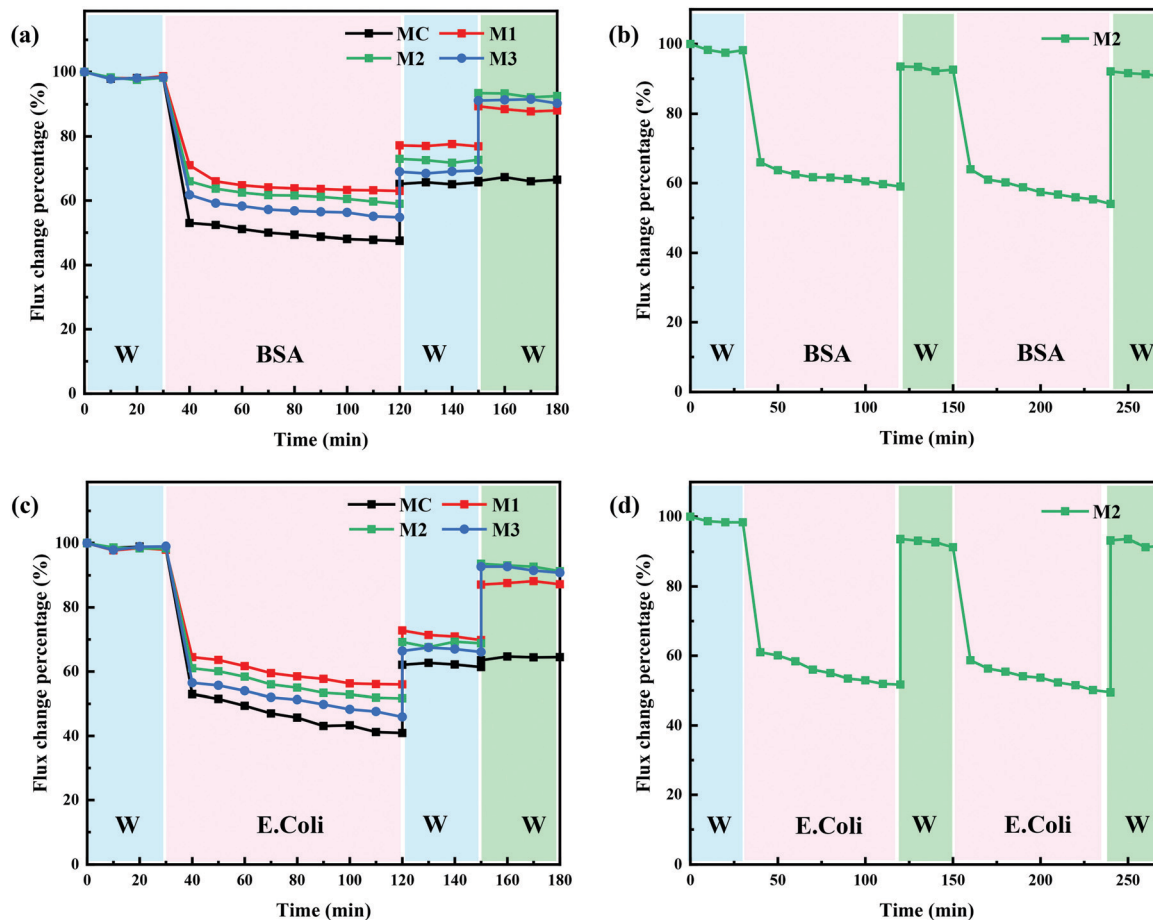 (a)
MC M1
M2 M3
Flux change percentage (%)
100
80
60
40
20
0
W BSA W W
0 20 40 60 80 100 120 140 160 180
Time (min)
(b)
M2
Flux change percentage (%)
100
80
60
40
20
0
W BSA W BSA W
0 50 100 150 200 250
Time (min)
(c)
MC M1
M2 M3
Flux change percentage (%)
100
80
60
40
20
0
W E.Coli W W
0 20 40 60 80 100 120 140 160 180
Time (min)
(d)
M2
Flux change percentage (%)
100
80
60
40
20
0
W E.Coli W E.Coli W
0 50 100 150 200 250
Time (min)